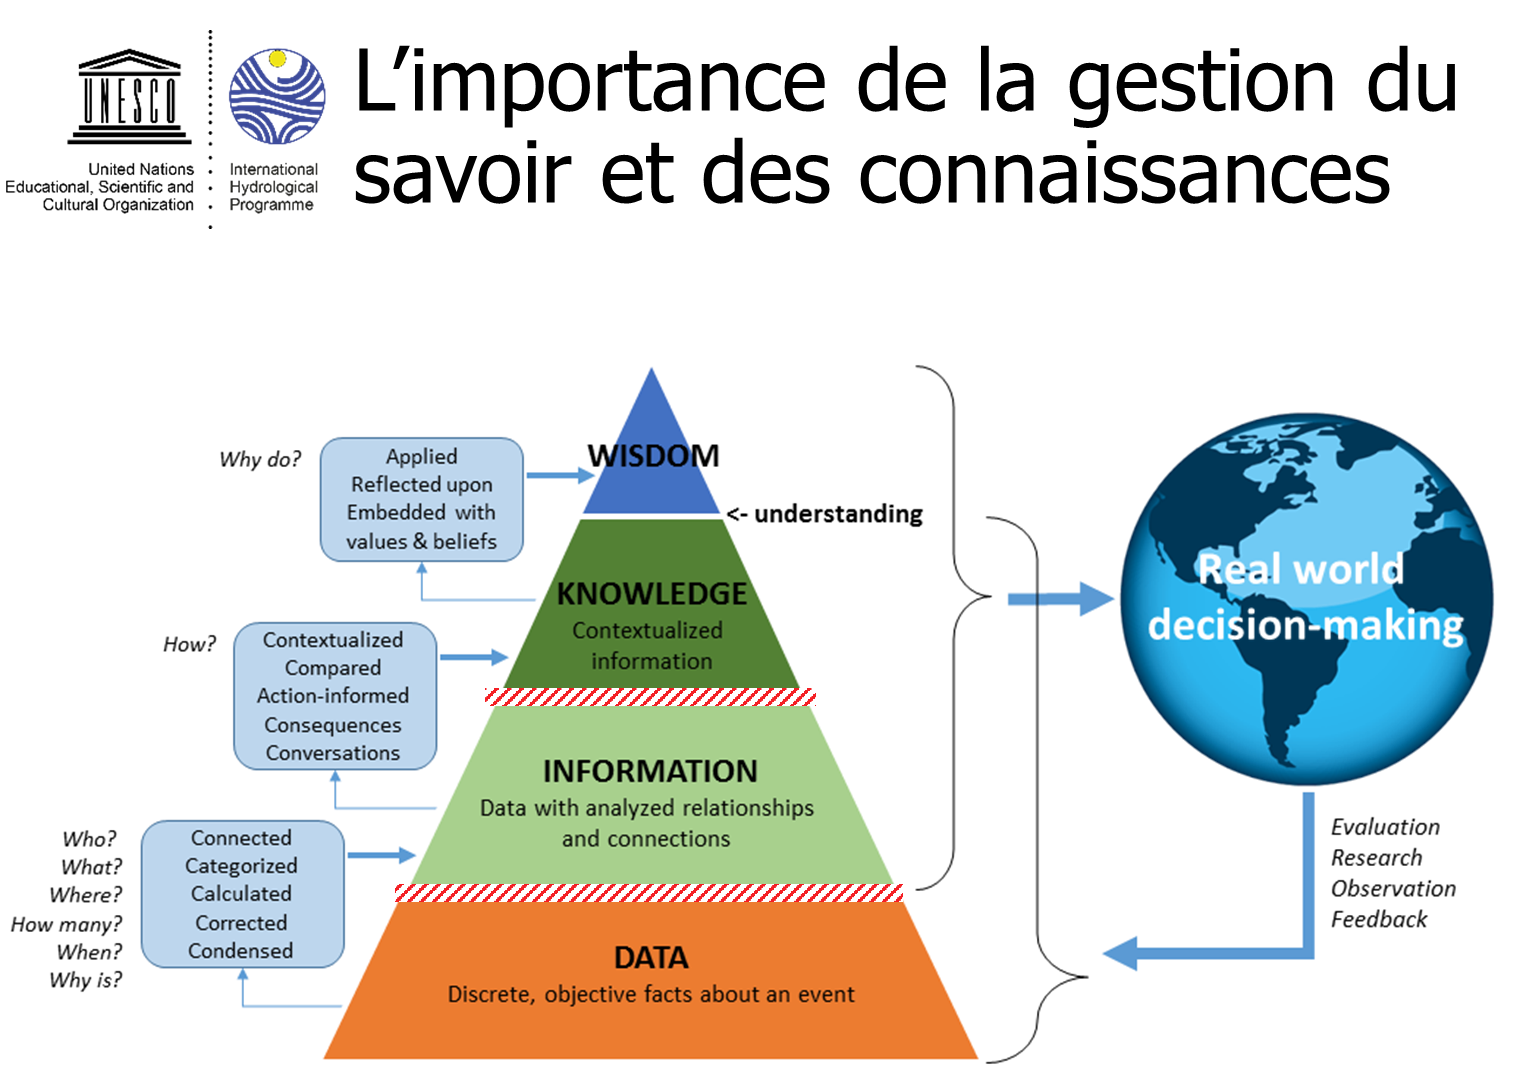 UNESCO
United Nations
Educational, Scientific and
Cultural Organization
International
Hydrological
Programme
L’importance de la gestion du
savoir et des connaissances
Why do?
Applied
Reflected upon
Embedded with
values & beliefs
WISDOM
<- understanding
How?
Contextualized
Compared
Action-informed
Consequences
Conversations
KNOWLEDGE
Contextualized
information
Who?
What?
Where?
How many?
When?
Why is?
Connected
Categorized
Calculated
Corrected
Condensed
INFORMATION
Data with analyzed relationships
and connections
DATA
Discrete, objective facts about an event
Real world
decision-making
Evaluation
Research
Observation
Feedback